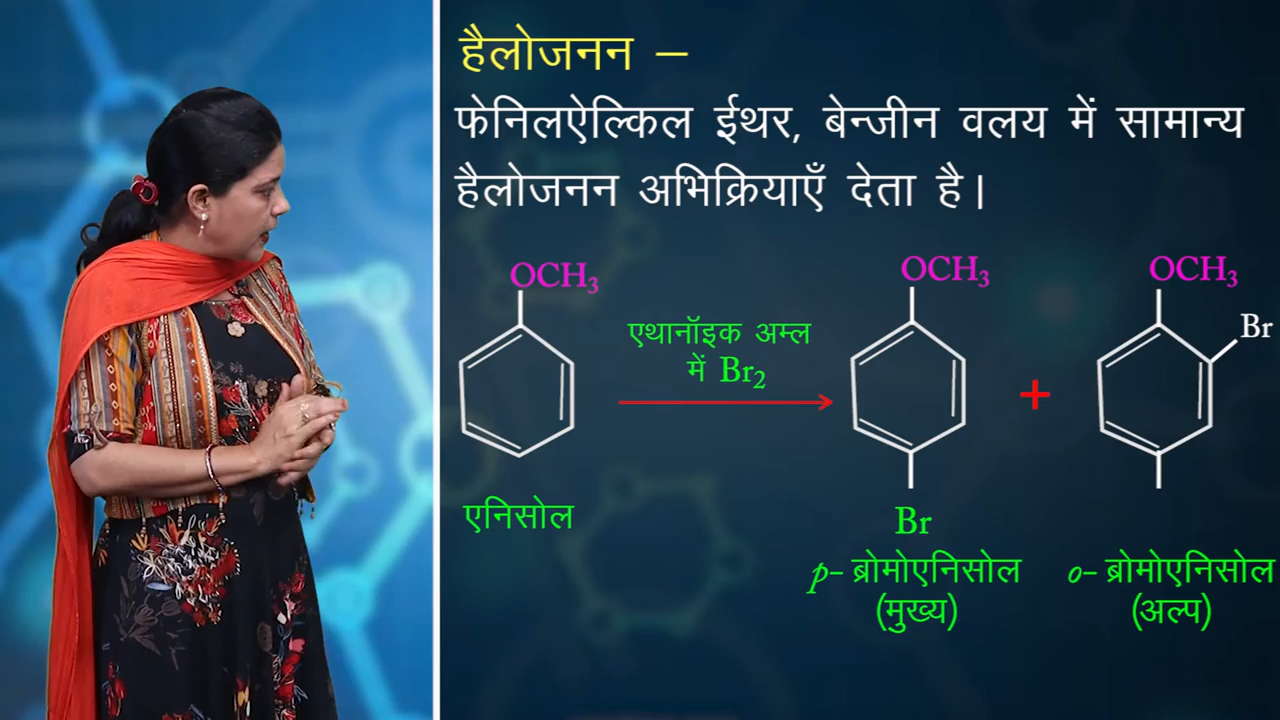 हैलोजनन –
फेनिलऐल्किल ईथर, बेन्जीन वलय में सामान्य
हैलोजनन अभिक्रियाएँ देता है।
OCH₃
एथानॉइक अम्ल
में Br₂
OCH₃
+
OCH₃
Br
एनिसोल
Br
p– ब्रोमोएनिसोल
(मुख्य)
o– ब्रोमोएनिसोल
(अल्प)